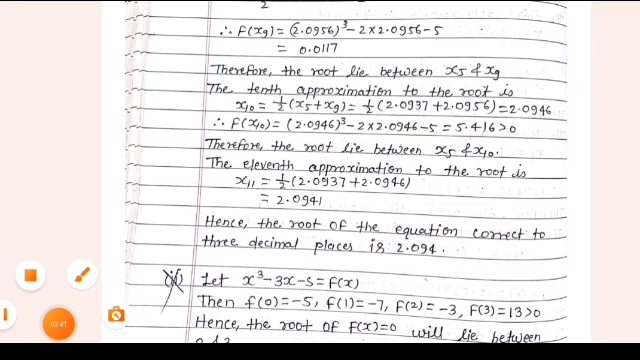 2
∴ f(x9) = (2.0956)³ - 2×2.0956 - 5
= 0.0117
Therefore, the root lie between x5 & x9
The tenth approximation to the root is
x10 = 1/2 (x5 + x9) = 1/2 (2.0937 + 2.0956) = 2.0946
∴ f(x10) = (2.0946)³ - 2×2.0946 - 5 = 5.416 > 0
Therefore, the root lie between x5 & x10.
The eleventh approximation to the root is
x11 = 1/2 (2.0937 + 2.0946)
= 2.0941
Hence, the root of the equation correct to
three decimal places is 2.094.
Let x³ - 3x - 5 = F(x)
Then f(0) = -5, f(1) = -7, f(2) = -3, f(3) = 13 > 0
Hence, the root of f(x) = 0 will lie between
02:41